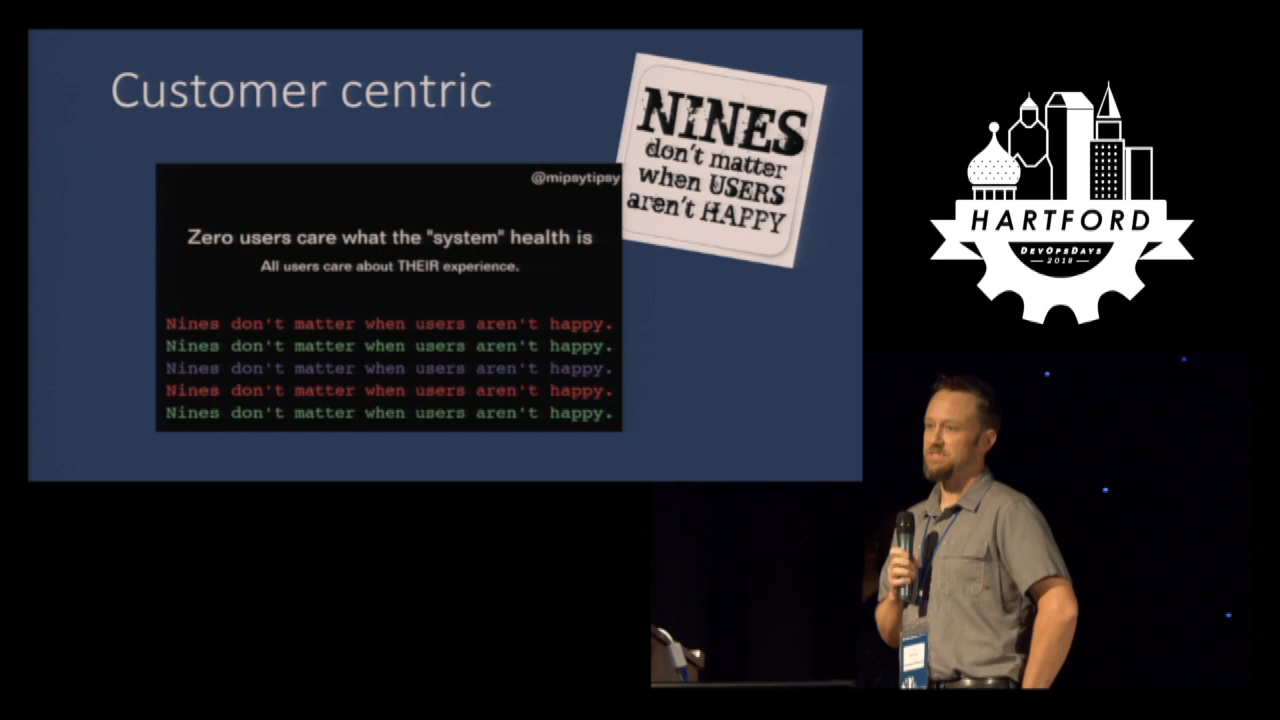 Customer centric
NINES
don't matter
when USERS
aren't HAPPY
@mipsytipsy
Zero users care what the "system" health is
All users care about THEIR experience.
Nines don't matter when users aren't happy.
Nines don't matter when users aren't happy.
Nines don't matter when users aren't happy.
Nines don't matter when users aren't happy.
Nines don't matter when users aren't happy.
HARTFORD
DEVOPSDAYS
2018